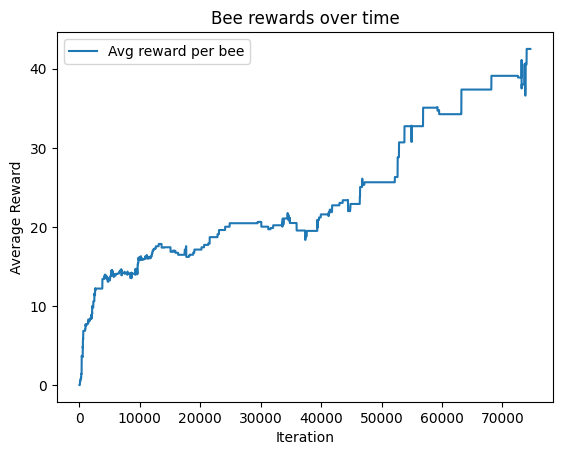 Bee rewards over time
Avg reward per bee
40
30
20
10
0
Average Reward
0 10000 20000 30000 40000 50000 60000 70000
Iteration